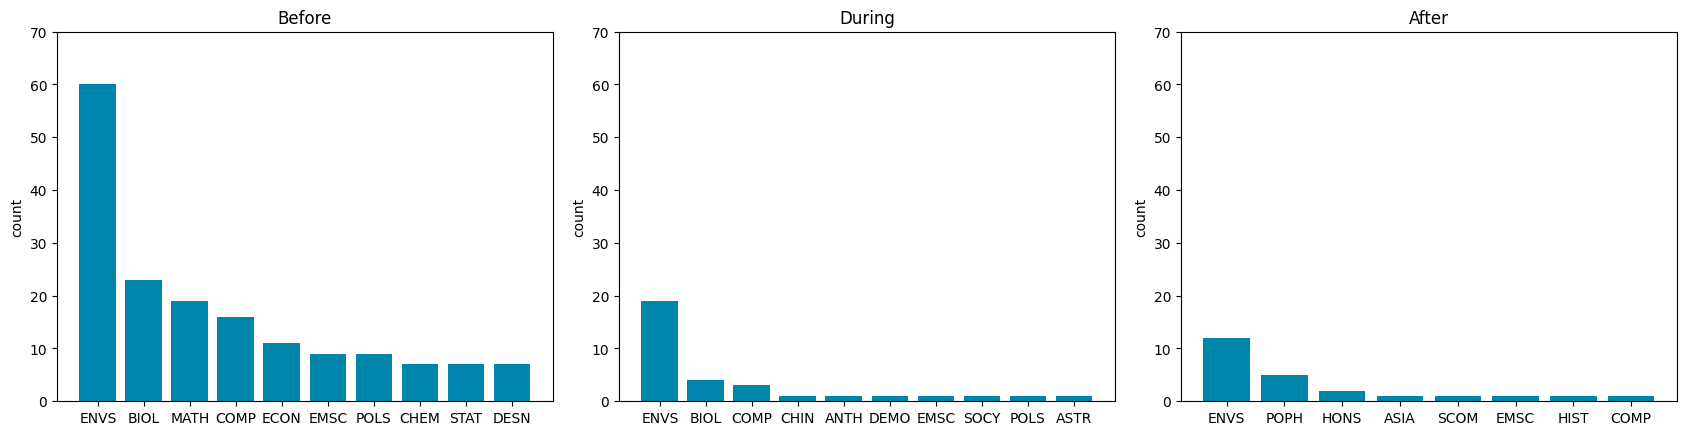 Before
70
60
50
40
30
20
10
0
count
ENVS BIOL MATH COMP ECON EMSC POLS CHEM STAT DESN
During
70
60
50
40
30
20
10
0
count
ENVS BIOL COMP CHIN ANTH DEMO EMSC SOCY POLS ASTR
After
70
60
50
40
30
20
10
0
count
ENVS POPH HONS ASIA SCOM EMSC HIST COMP